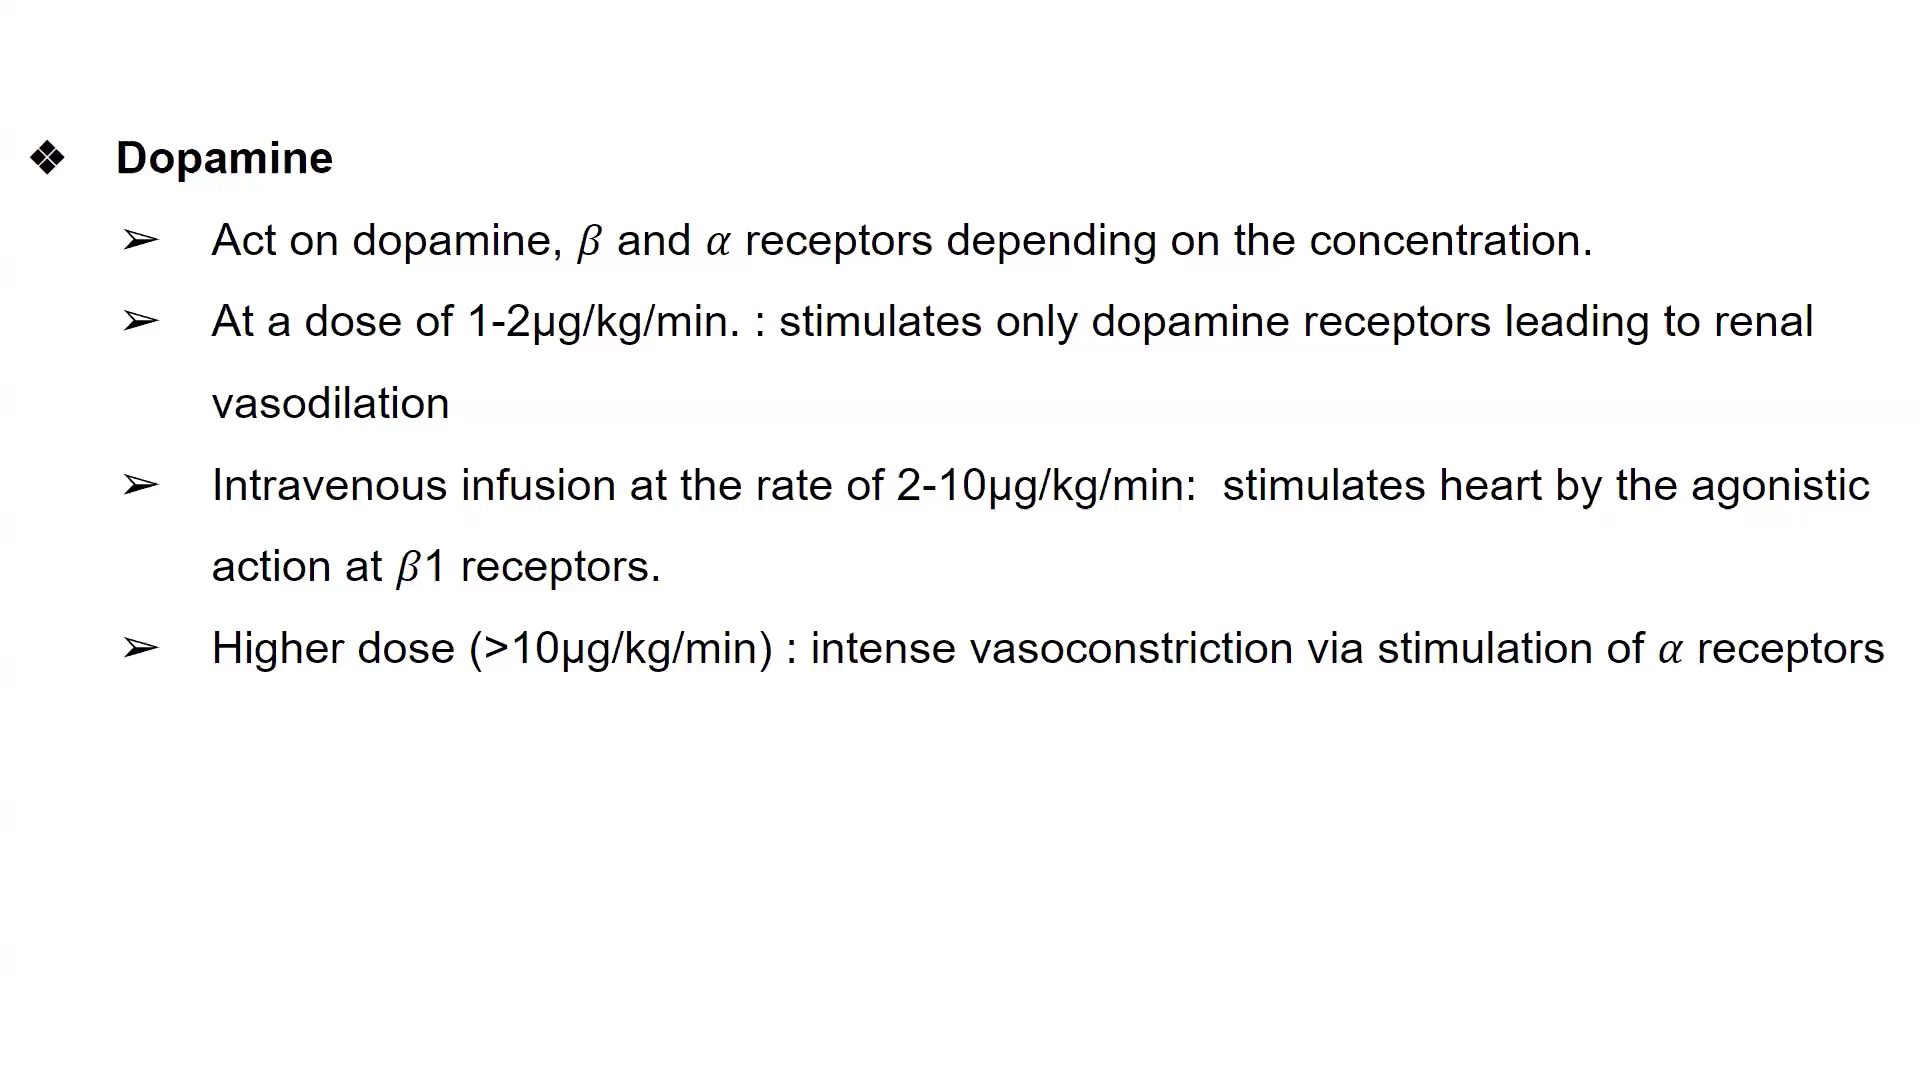 ❖ Dopamine
➢ Act on dopamine, β and α receptors depending on the concentration.
➢ At a dose of 1-2µg/kg/min. : stimulates only dopamine receptors leading to renal
vasodilation
➢ Intravenous infusion at the rate of 2-10µg/kg/min:  stimulates heart by the agonistic
action at β1 receptors.
➢ Higher dose (>10µg/kg/min) : intense vasoconstriction via stimulation of α receptors